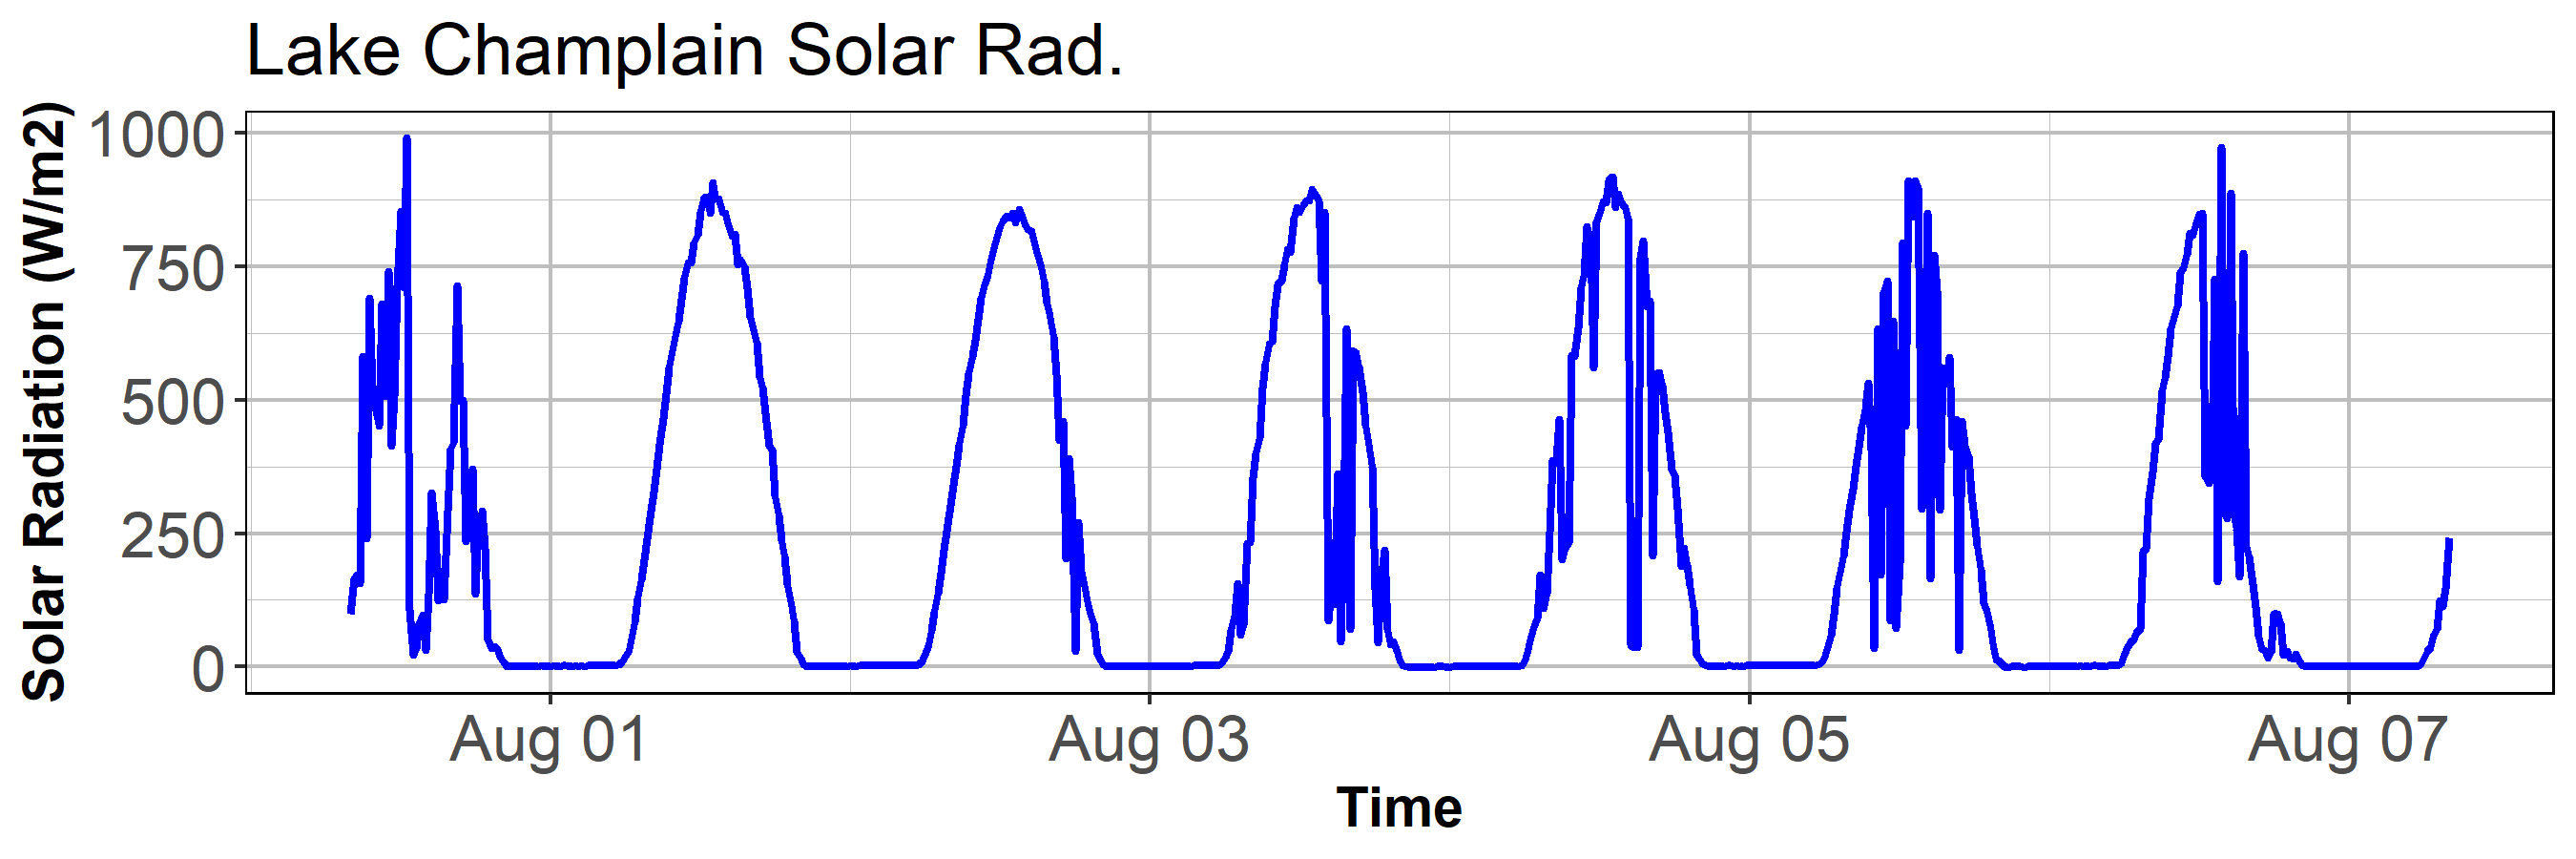 Lake Champlain Solar Rad.
Solar Radiation (W/m2)
1000
750
500
250
0
Aug 01
Aug 03
Aug 05
Aug 07
Time